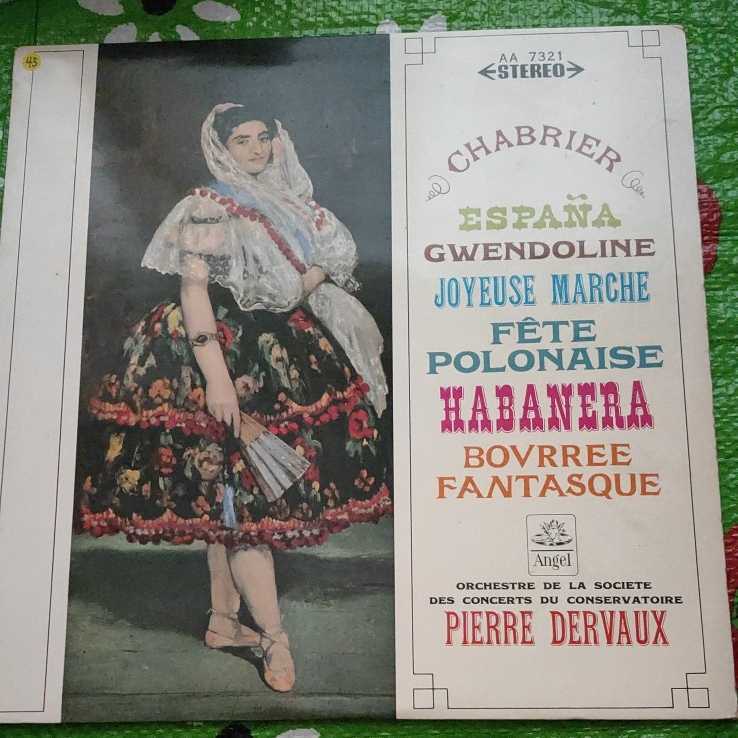 45
AA 7321
STEREO
CHABRIER
ESPAÑA
GWENDOLINE
JOYEUSE MARCHE
FÊTE
POLONAISE
HABANERA
BOVRREE
FANTASQUE
Angel
ORCHESTRE DE LA SOCIETE
DES CONCERTS DU CONSERVATOIRE
PIERRE DERVAUX